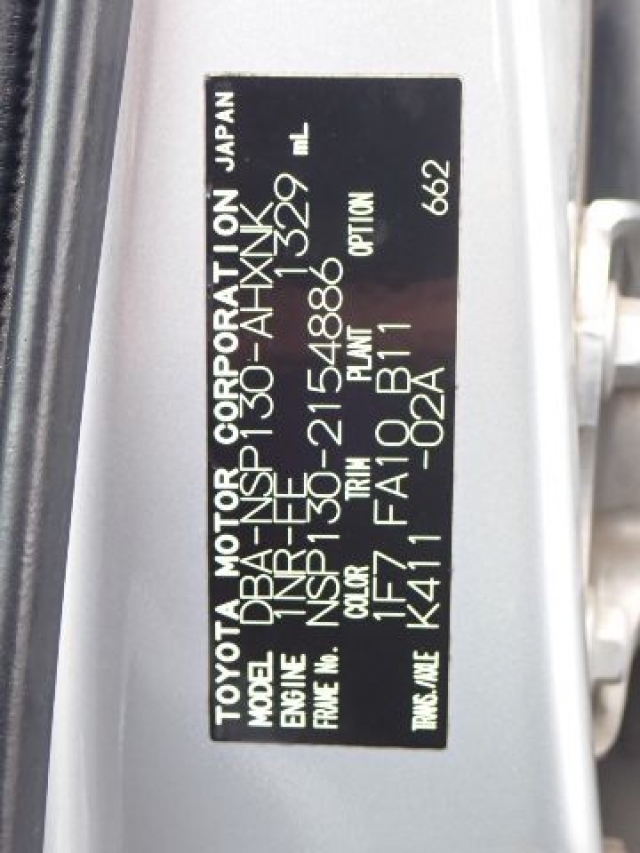 TOYOTA MOTOR CORPORATION JAPAN
MODEL DBA-NSP130-AHXNK
ENGINE 1NR-FE 1329 mL
FRAME No. NSP130-2154886
COLOR TRIM PLANT OPTION
1F7 FA10 B11
TRANS./AXLE K411 -02A 662